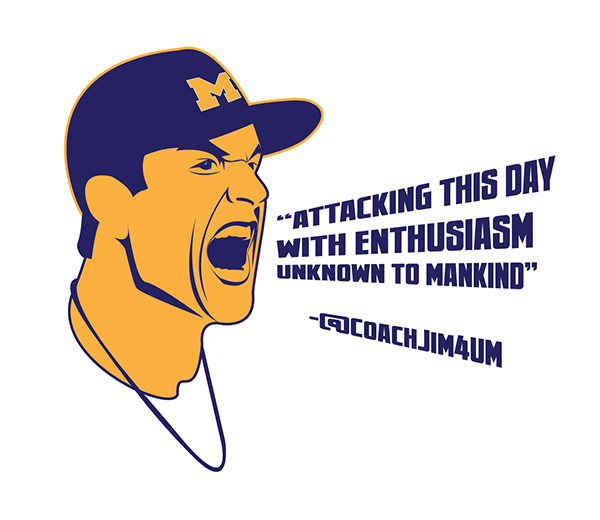 M
“ATTACKING THIS DAY
WITH ENTHUSIASM
UNKNOWN TO MANKIND”
-@COACHJIM4UM